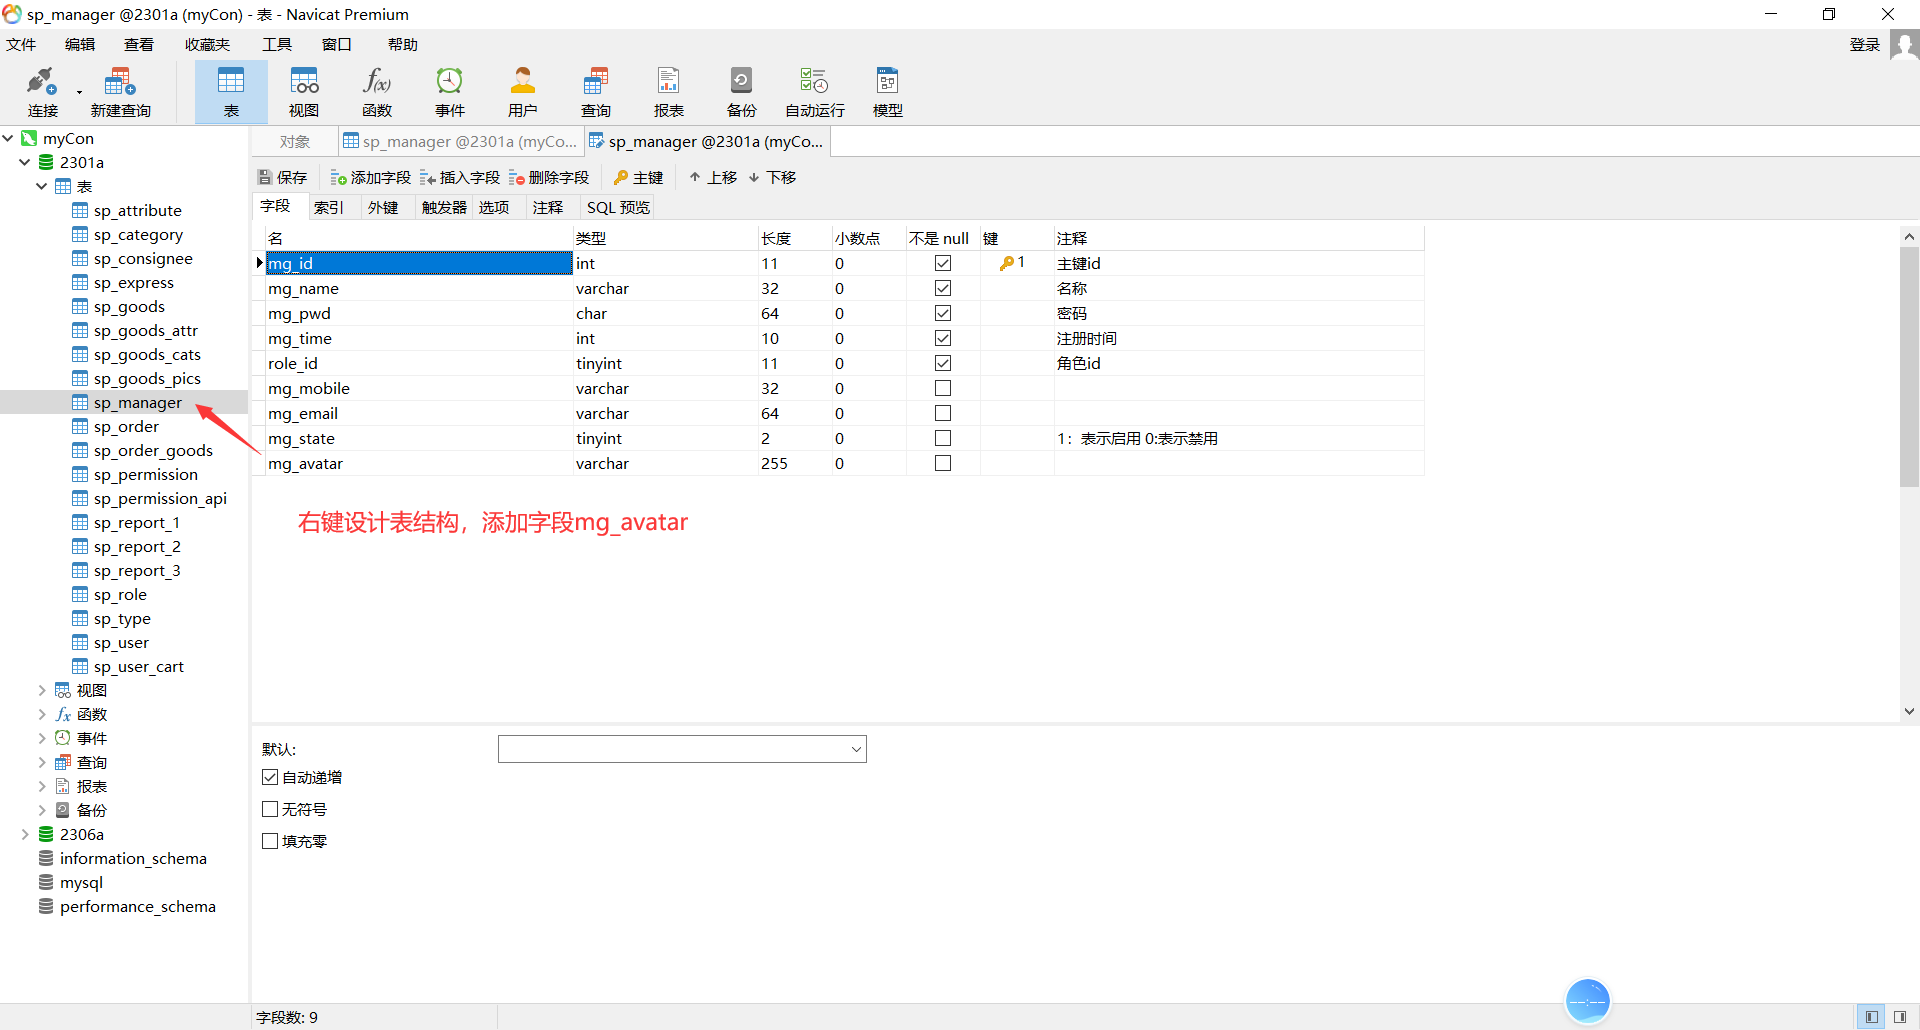 sp_manager @2301a (myCon) - 表 - Navicat Premium
文件 编辑 查看 收藏夹 工具 窗口 帮助 登录
连接 新建查询 表 视图 函数 事件 用户 查询 报表 备份 自动运行 模型
myCon
2301a
表
sp_attribute
sp_category
sp_consignee
sp_express
sp_goods
sp_goods_attr
sp_goods_cats
sp_goods_pics
sp_manager
sp_order
sp_order_goods
sp_permission
sp_permission_api
sp_report_1
sp_report_2
sp_report_3
sp_role
sp_type
sp_user
sp_user_cart
视图
函数
事件
查询
报表
备份
2306a
information_schema
mysql
performance_schema
对象 sp_manager @2301a (myCo... sp_manager @2301a (myCo...
保存 添加字段 插入字段 删除字段 主键 上移 下移
字段 索引 外键 触发器 选项 注释 SQL 预览
名 类型 长度 小数点 不是 null 键 注释
mg_id int 11 0 1 主键id
mg_name varchar 32 0 名称
mg_pwd char 64 0 密码
mg_time int 10 0 注册时间
role_id tinyint 11 0 角色id
mg_mobile varchar 32 0
mg_email varchar 64 0
mg_state tinyint 2 0 1：表示启用 0:表示禁用
mg_avatar varchar 255 0
右键设计表结构，添加字段mg_avatar
默认:
自动递增
无符号
填充零
字段数: 9
--:--